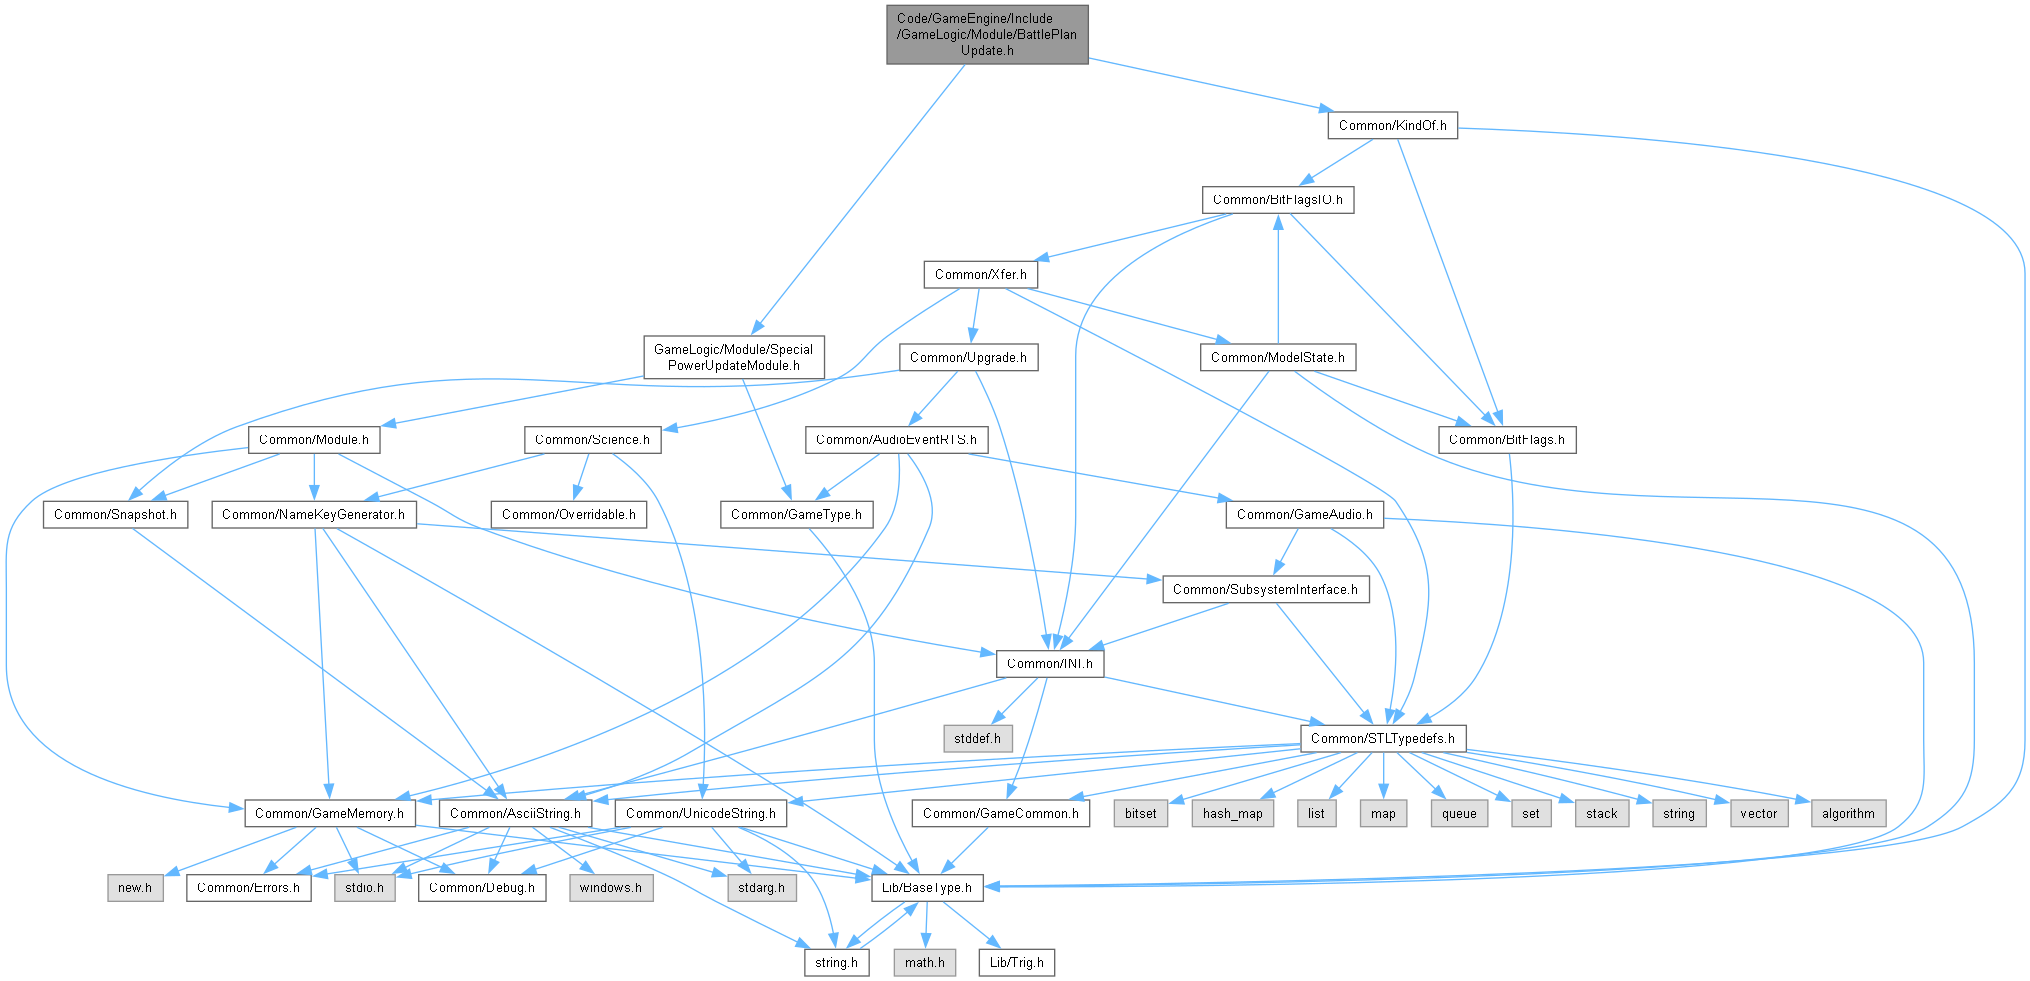 Code/GameEngine/Include
/GameLogic/Module/BattlePlan
Update.h
Common/KindOf.h
Common/BitFlagsIO.h
Common/Xfer.h
GameLogic/Module/Special
PowerUpdateModule.h
Common/Upgrade.h
Common/ModelState.h
Common/Module.h
Common/Science.h
Common/AudioEventRTS.h
Common/BitFlags.h
Common/Snapshot.h
Common/NameKeyGenerator.h
Common/Overridable.h
Common/GameType.h
Common/GameAudio.h
Common/SubsystemInterface.h
Common/INI.h
stddef.h
Common/STLTypedefs.h
Common/GameMemory.h
Common/AsciiString.h
Common/UnicodeString.h
Common/GameCommon.h
bitset
hash_map
list
map
queue
set
stack
string
vector
algorithm
new.h
Common/Errors.h
stdio.h
Common/Debug.h
windows.h
stdarg.h
Lib/BaseType.h
string.h
math.h
Lib/Trig.h